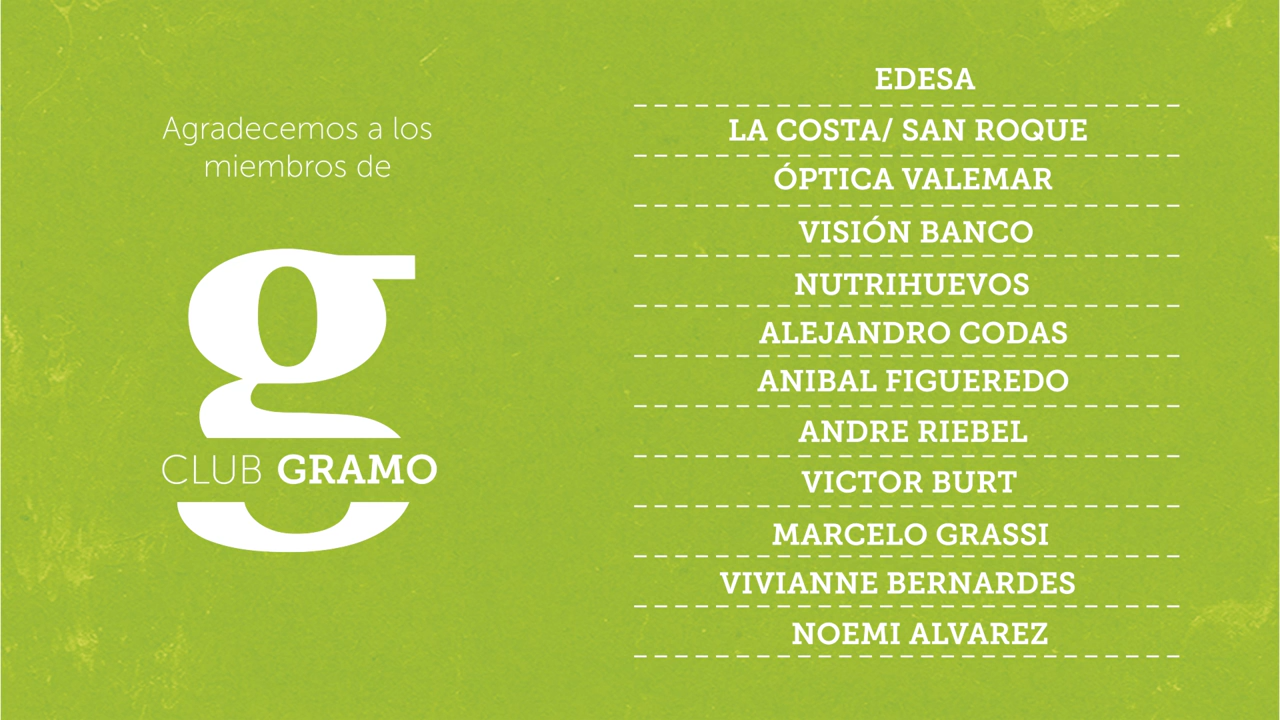 Agradecemos a los
miembros de
g
CLUB GRAMO
EDESA
LA COSTA/ SAN ROQUE
ÓPTICA VALEMAR
VISIÓN BANCO
NUTRIHUEVOS
ALEJANDRO CODAS
ANIBAL FIGUEREDO
ANDRE RIEBEL
VICTOR BURT
MARCELO GRASSI
VIVIANNE BERNARDES
NOEMI ALVAREZ